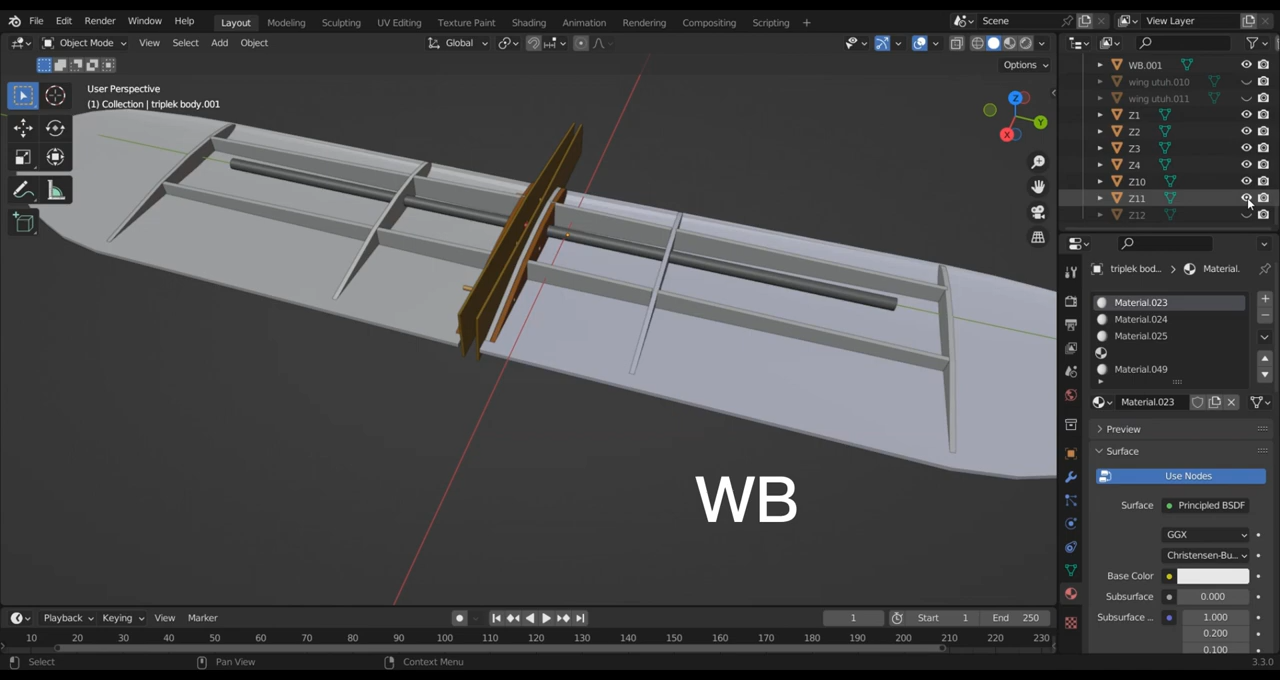 File Edit Render Window Help Layout Modeling Sculpting UV Editing Texture Paint Shading Animation Rendering Compositing Scripting + Scene View Layer
Object Mode View Select Add Object Global
Options
User Perspective
(1) Collection | triplek body.001
X
Y
Z
WB.001
wing utuh.010
wing utuh.011
Z1
Z2
Z3
Z4
Z10
Z11
Z12
triplek bod... > Material.
Material.023
Material.024
Material.025
Material.049
Material.023
Preview
Surface
Use Nodes
Surface Principled BSDF
GGX
Christensen-Bu...
Base Color
Subsurface 0.000
Subsurface ... 1.000
0.200
0.100
WB
Playback Keying View Marker 1 Start 1 End 250
10 20 30 40 50 60 70 80 90 100 110 120 130 140 150 160 170 180 190 200 210 220 230
Select Pan View Context Menu 3.3.0